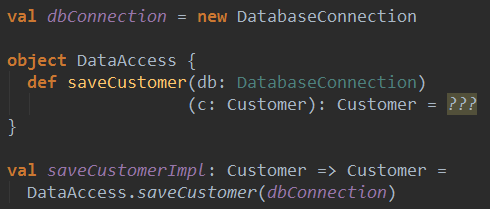 val dbConnection = new DatabaseConnection
object DataAccess {
  def saveCustomer(db: DatabaseConnection)
                  (c: Customer): Customer = ???
}
val saveCustomerImpl: Customer => Customer =
  DataAccess.saveCustomer(dbConnection)